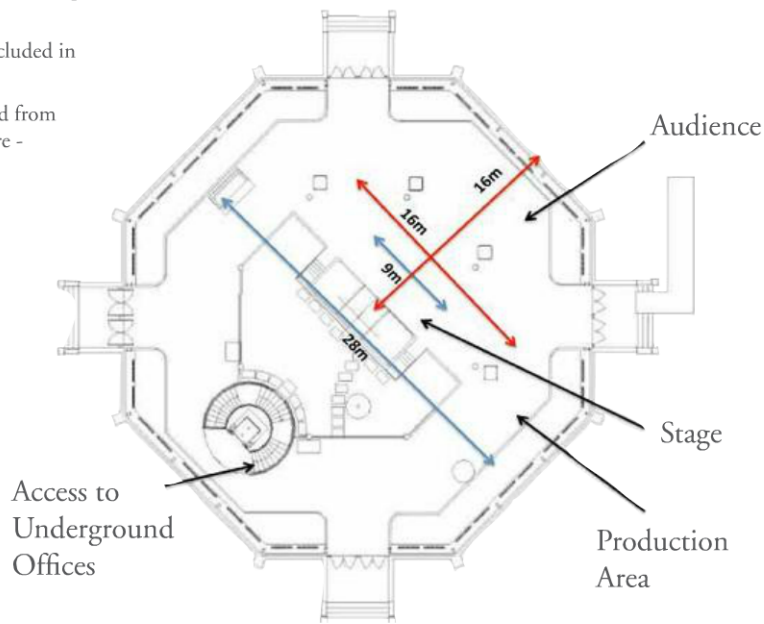 cluded in
d from
re -
Audience
16m
16m
9m
28m
Stage
Access to
Underground
Offices
Production
Area